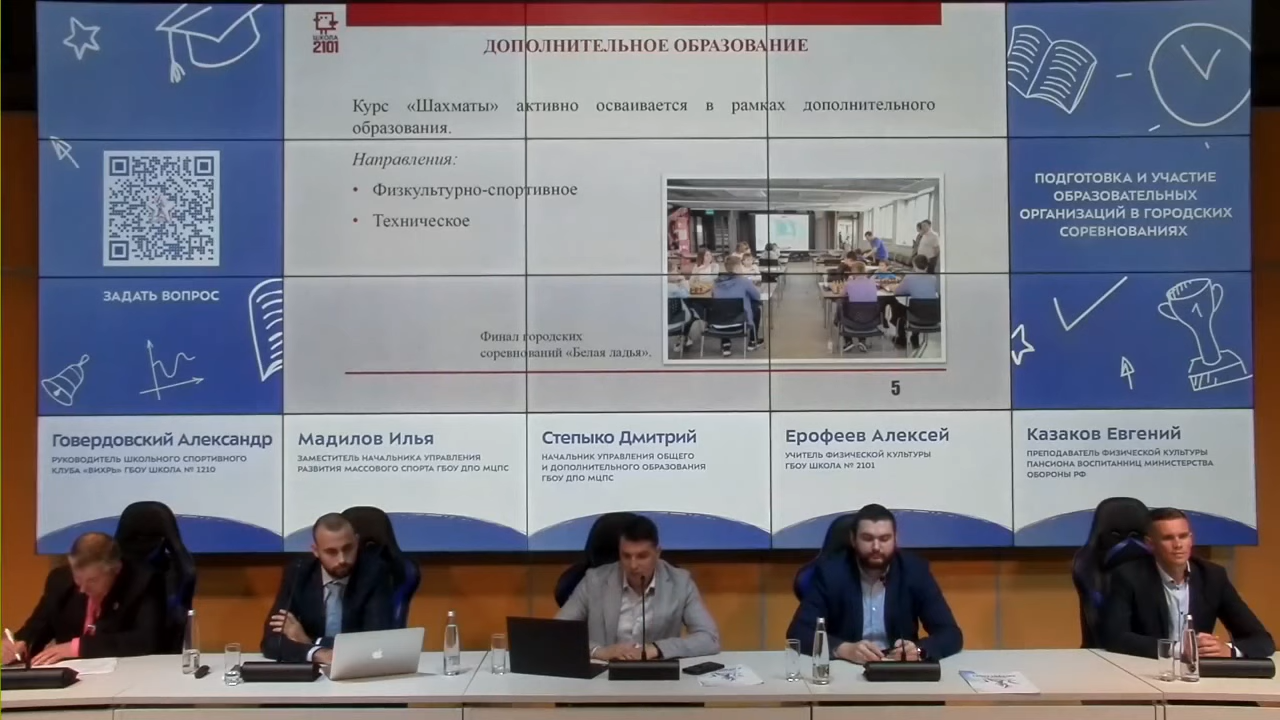 ШКОЛА
2101
ДОПОЛНИТЕЛЬНОЕ ОБРАЗОВАНИЕ
Курс «Шахматы» активно осваивается в рамках дополнительного
образования.
Направления:
• Физкультурно-спортивное
• Техническое
Финал городских
соревнований «Белая ладья».
5
ЗАДАТЬ ВОПРОС
ПОДГОТОВКА И УЧАСТИЕ
ОБРАЗОВАТЕЛЬНЫХ
ОРГАНИЗАЦИЙ В ГОРОДСКИХ
СОРЕВНОВАНИЯХ
Говердовский Александр
РУКОВОДИТЕЛЬ ШКОЛЬНОГО СПОРТИВНОГО
КЛУБА «ВИХРЬ» ГБОУ ШКОЛА № 1210
Мадилов Илья
ЗАМЕСТИТЕЛЬ НАЧАЛЬНИКА УПРАВЛЕНИЯ
РАЗВИТИЯ МАССОВОГО СПОРТА ГБОУ ДПО МЦПС
Степыко Дмитрий
НАЧАЛЬНИК УПРАВЛЕНИЯ ОБЩЕГО
И ДОПОЛНИТЕЛЬНОГО ОБРАЗОВАНИЯ
ГБОУ ДПО МЦПС
Ерофеев Алексей
УЧИТЕЛЬ ФИЗИЧЕСКОЙ КУЛЬТУРЫ
ГБОУ ШКОЛА № 2101
Казаков Евгений
ПРЕПОДАВАТЕЛЬ ФИЗИЧЕСКОЙ КУЛЬТУРЫ
ПАНСИОНА ВОСПИТАННИЦ МИНИСТЕРСТВА
ОБОРОНЫ РФ